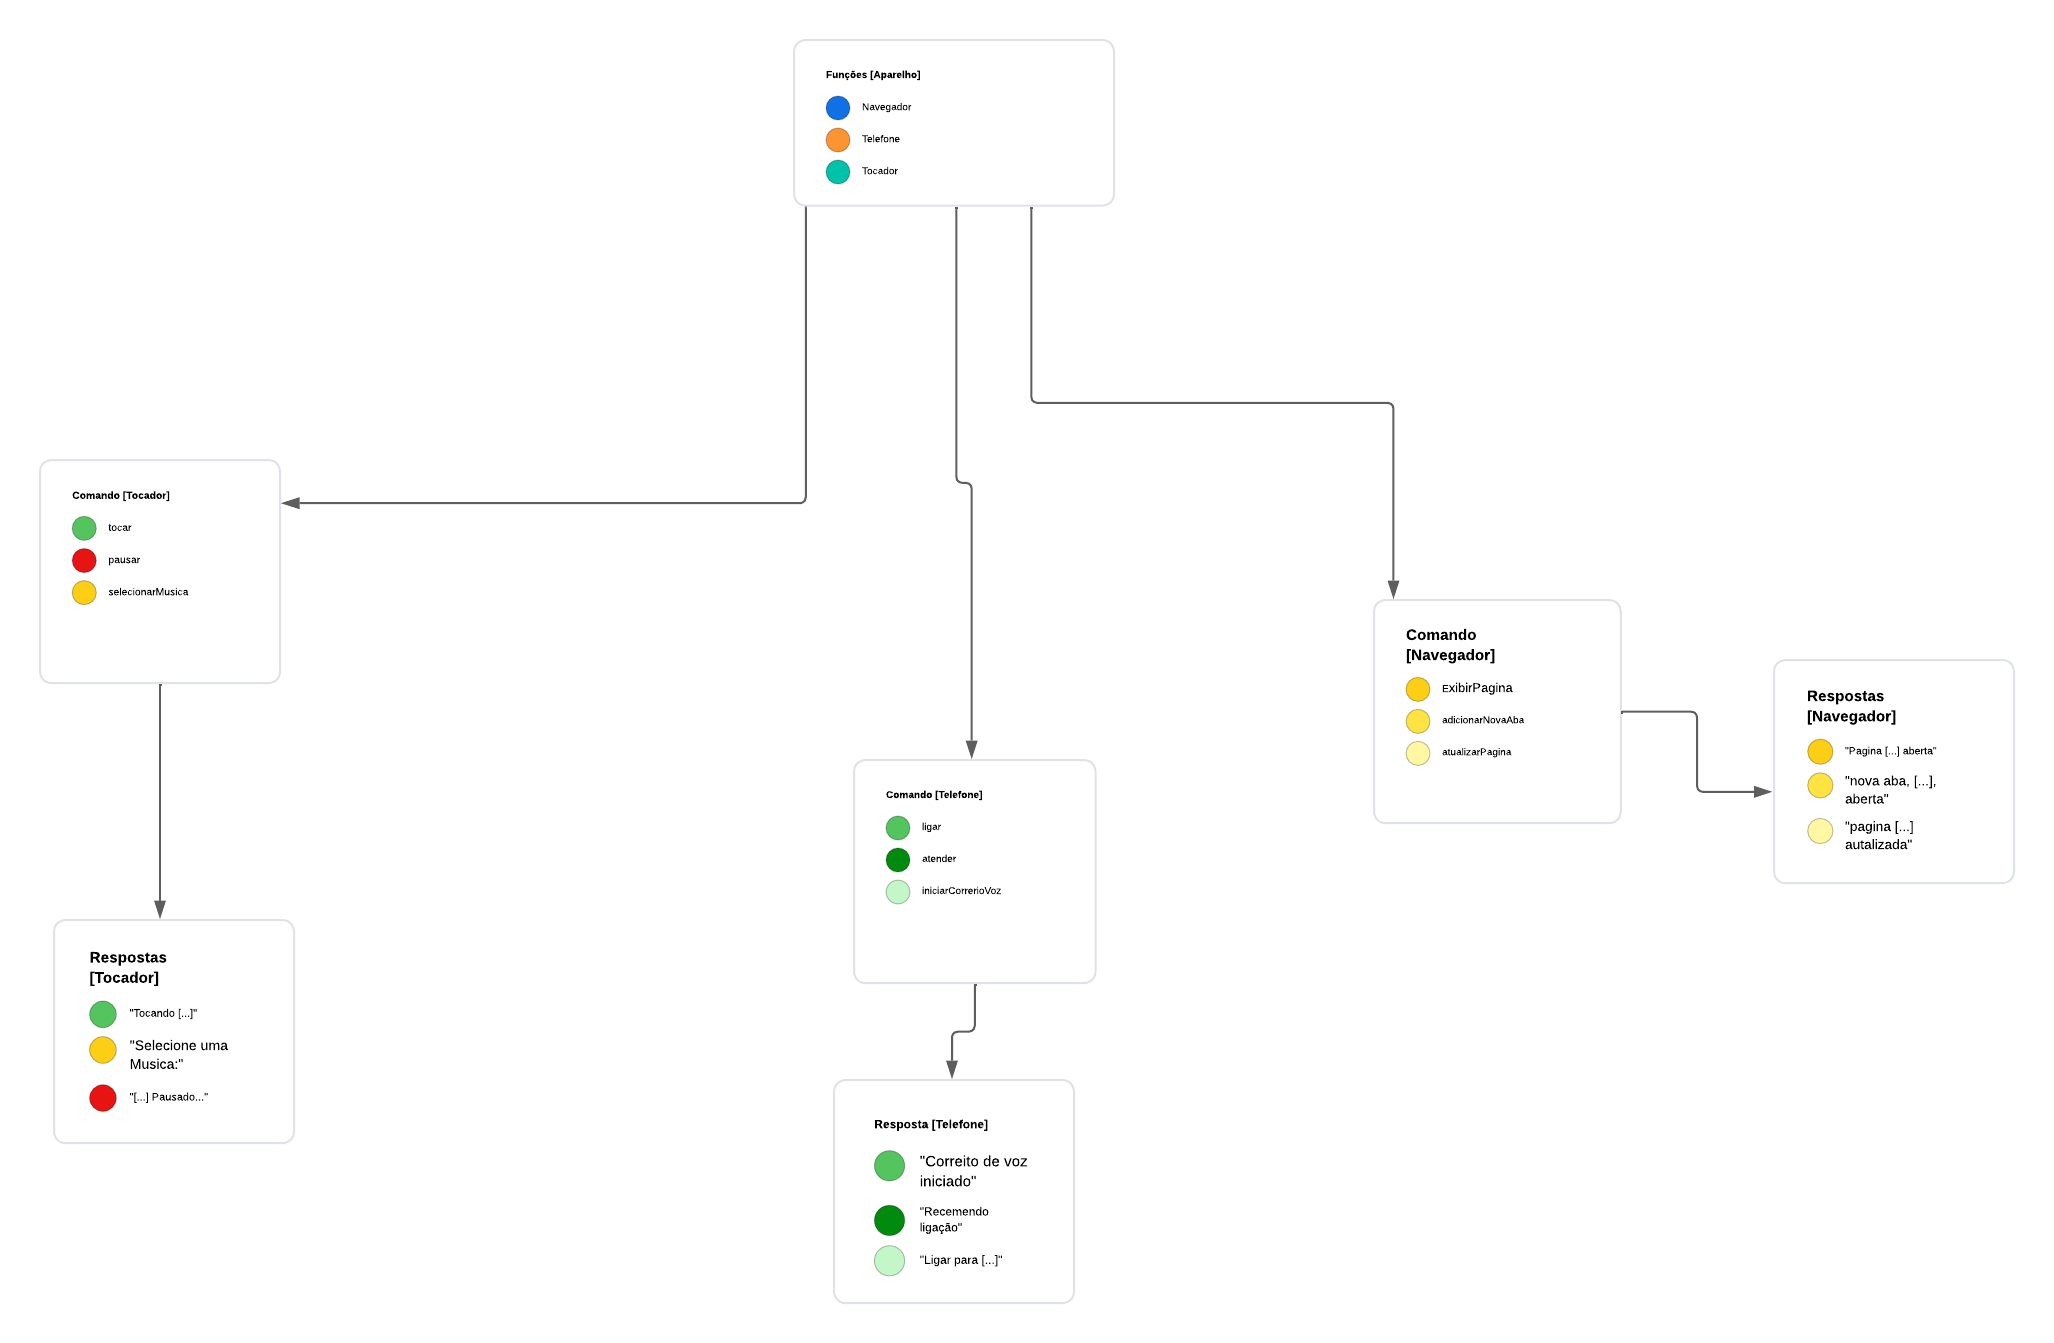 Funções [Aparelho]
Navegador
Telefone
Tocador
Comando [Tocador]
tocar
pausar
selecionarMusica
Respostas
[Tocador]
"Tocando [...]"
"Selecione uma
Musica:"
"[...] Pausado..."
Comando [Telefone]
ligar
atender
iniciarCorrerioVoz
Resposta [Telefone]
"Correito de voz
iniciado"
"Recemendo
ligação"
"Ligar para [...]"
Comando
[Navegador]
ExibirPagina
adicionarNovaAba
atualizarPagina
Respostas
[Navegador]
"Pagina [...] aberta"
"nova aba, [...],
aberta"
"pagina [...]
autalizada"